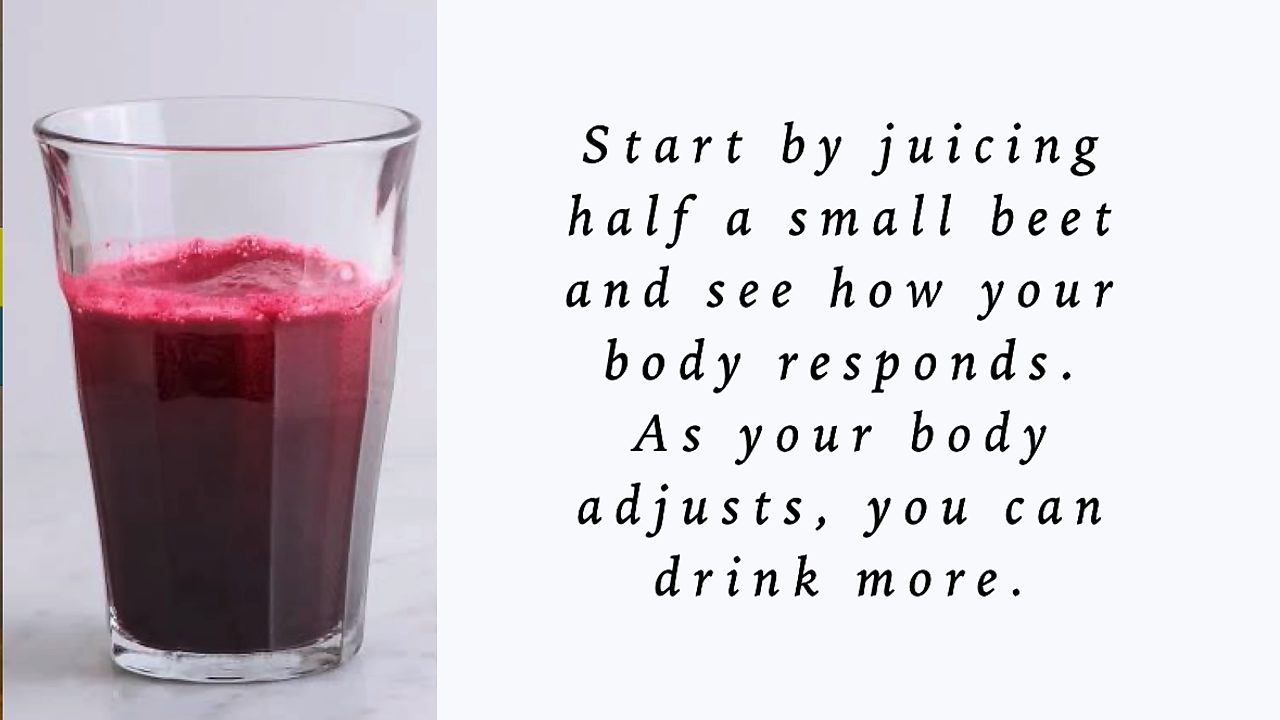 Start by juicing
half a small beet
and see how your
body responds.
As your body
adjusts, you can
drink more.